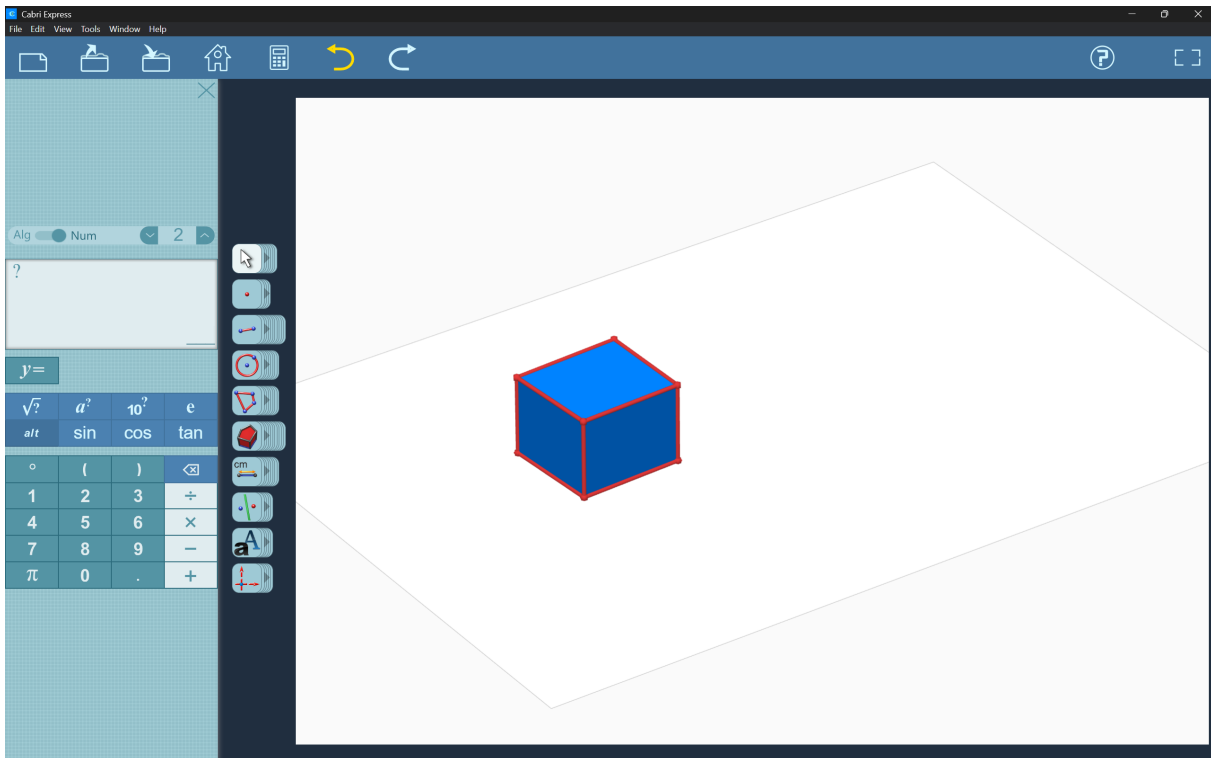 Cabri Express
File Edit View Tools Window Help
Alg Num 2
?
y=
√? a? 10? e
alt sin cos tan
° ( )
1 2 3 ÷
4 5 6 ×
7 8 9 −
π 0 . +
cm
aA